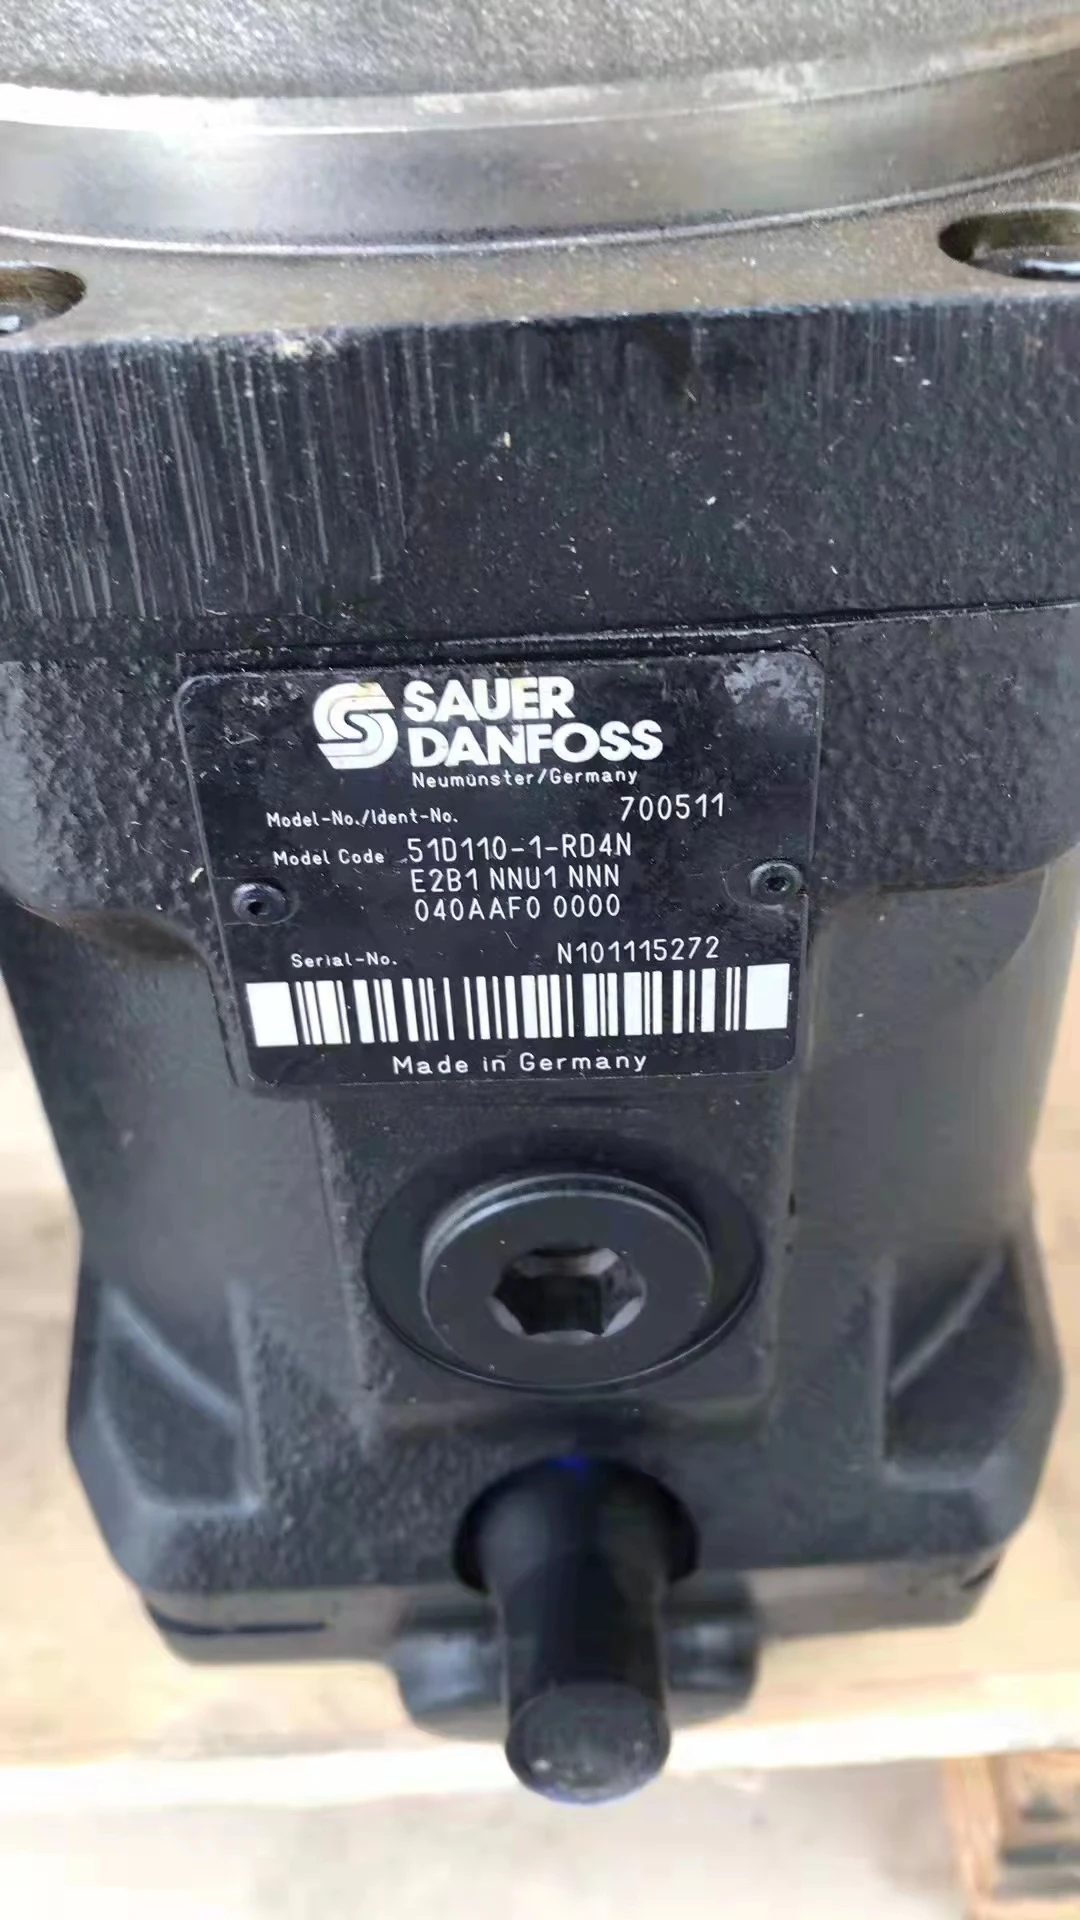 SAUER
DANFOSS
Neumünster/Germany
Model-No./Ident-No. 700511
Model Code 51D110-1-RD4N
E2B1 NNU1 NNN
040AAF0 0000
Serial-No. N101115272
Made in Germany